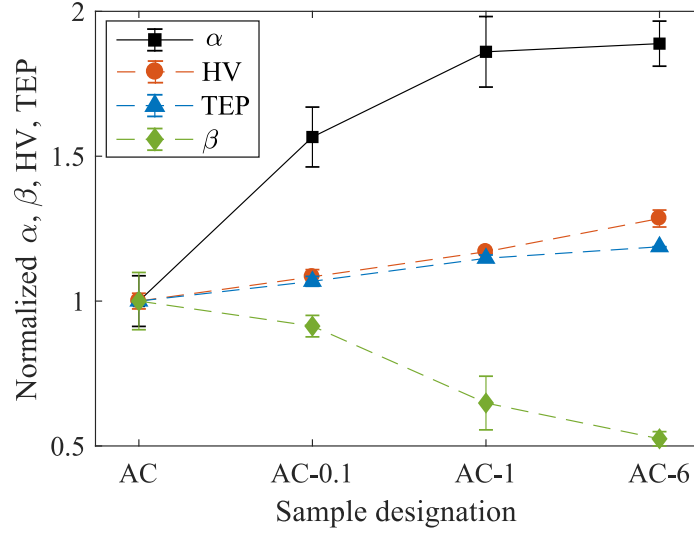 2
1.5
1
0.5
Normalized α, β, HV, TEP
α
HV
TEP
β
AC AC-0.1 AC-1 AC-6
Sample designation